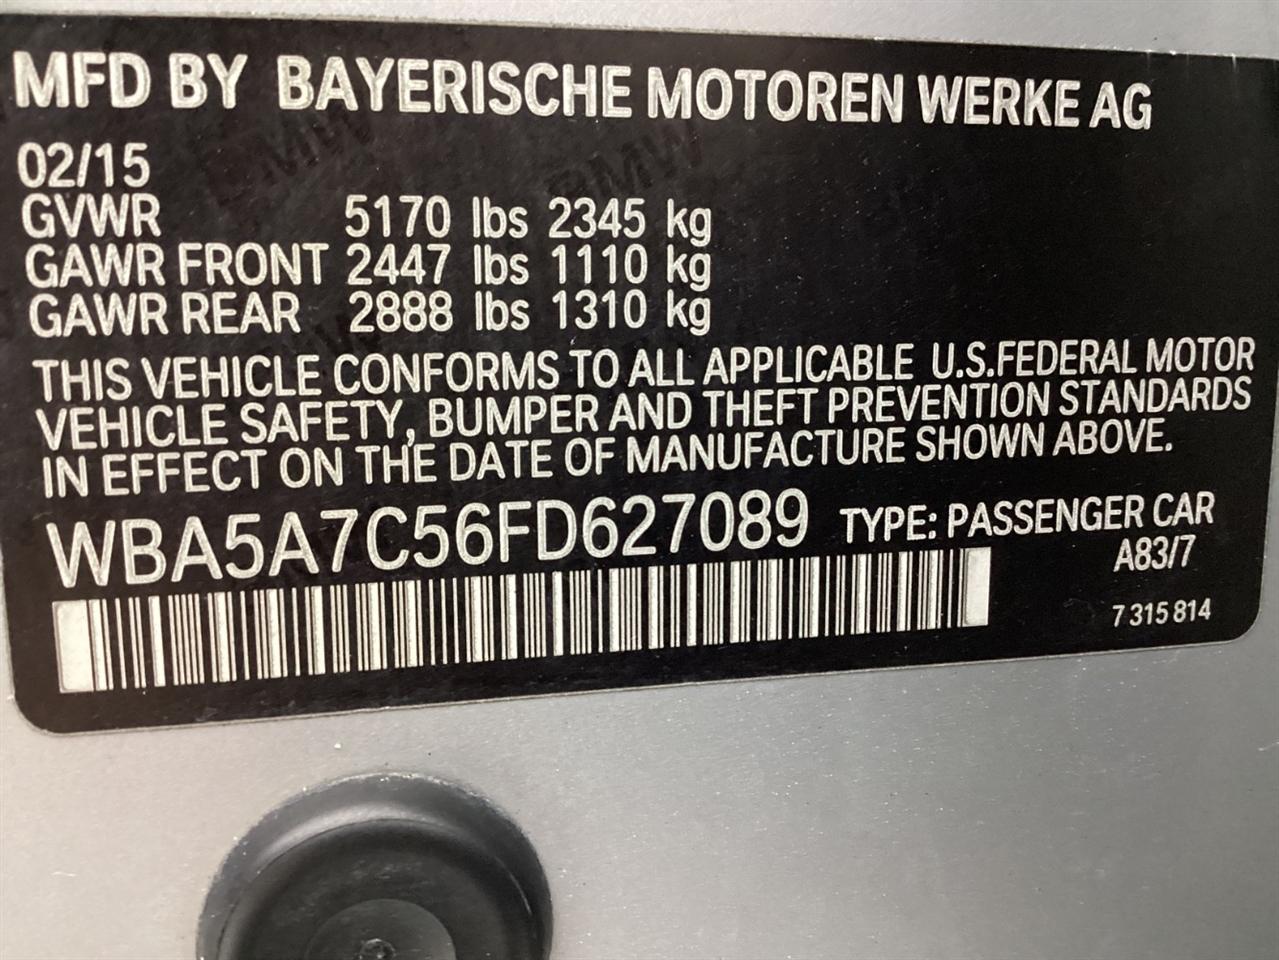 MFD BY BAYERISCHE MOTOREN WERKE AG
02/15
GVWR 5170 lbs 2345 kg
GAWR FRONT 2447 lbs 1110 kg
GAWR REAR 2888 lbs 1310 kg
THIS VEHICLE CONFORMS TO ALL APPLICABLE U.S.FEDERAL MOTOR
VEHICLE SAFETY, BUMPER AND THEFT PREVENTION STANDARDS
IN EFFECT ON THE DATE OF MANUFACTURE SHOWN ABOVE.
WBA5A7C56FD627089 TYPE: PASSENGER CAR
A83/7
7 315 814